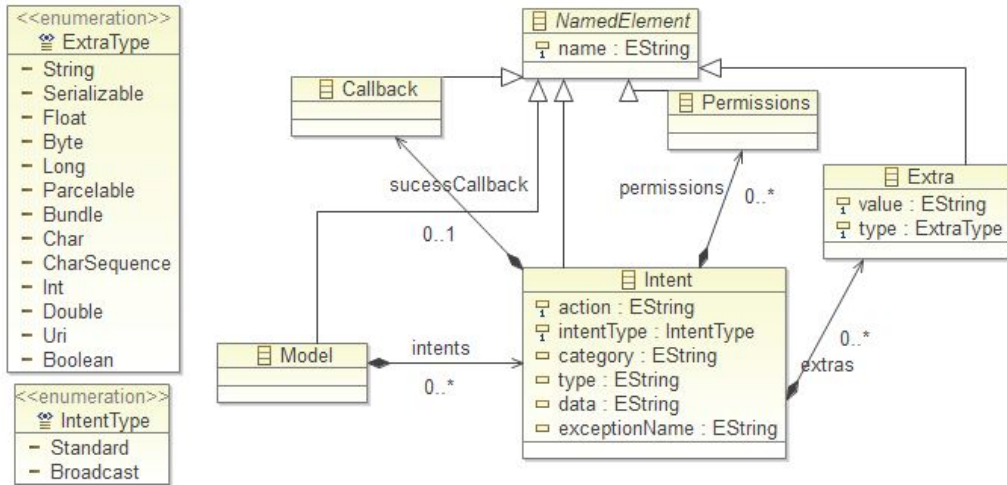 <<enumeration>>
ExtraType
String
Serializable
Float
Byte
Long
Parcelable
Bundle
Char
CharSequence
Int
Double
Uri
Boolean
<<enumeration>>
IntentType
Standard
Broadcast
NamedElement
name : EString
Callback
Permissions
sucessCallback
0..1
permissions
0..*
Extra
value : EString
type : ExtraType
0..*
extras
Intent
action : EString
intentType : IntentType
category : EString
type : EString
data : EString
exceptionName : EString
Model
intents
0..*